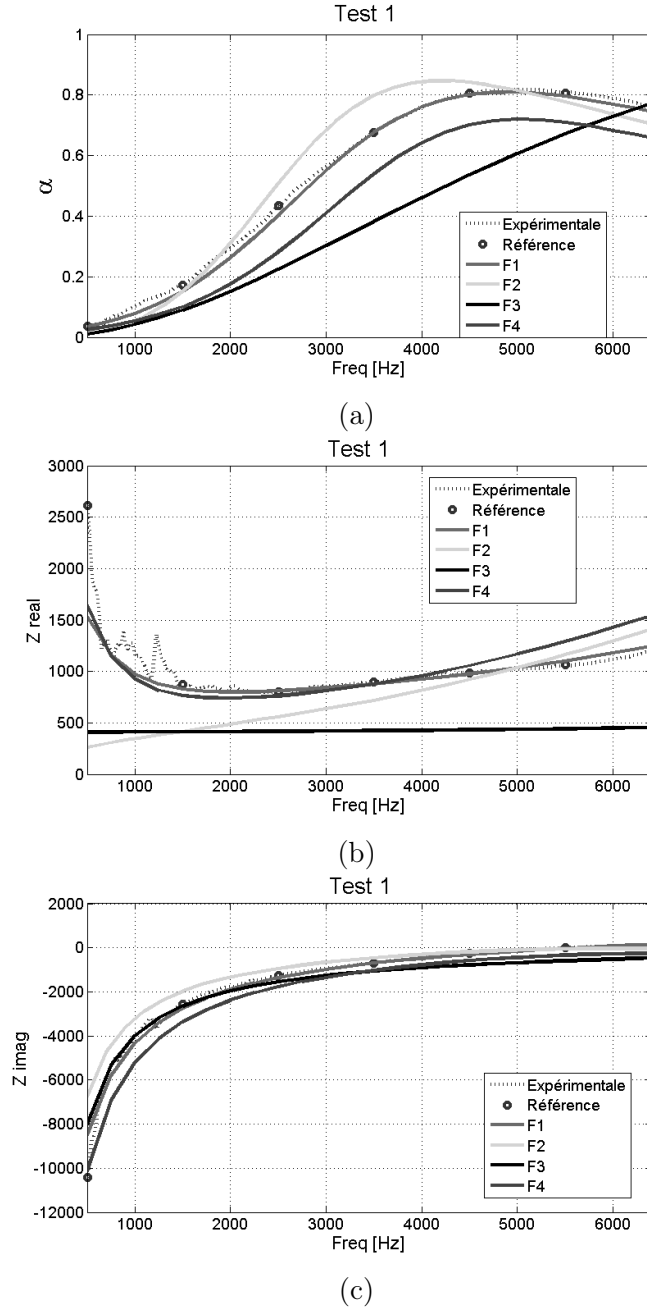 Test 1
1
0.8
0.6
0.4
0.2
0
α
Expérimentale
Référence
F1
F2
F3
F4
1000 2000 3000 4000 5000 6000
Freq [Hz]
(a)
Test 1
3000
2500
2000
1500
1000
500
0
Z real
Expérimentale
Référence
F1
F2
F3
F4
1000 2000 3000 4000 5000 6000
Freq [Hz]
(b)
Test 1
2000
0
-2000
-4000
-6000
-8000
-10000
-12000
Z imag
Expérimentale
Référence
F1
F2
F3
F4
1000 2000 3000 4000 5000 6000
Freq [Hz]
(c)